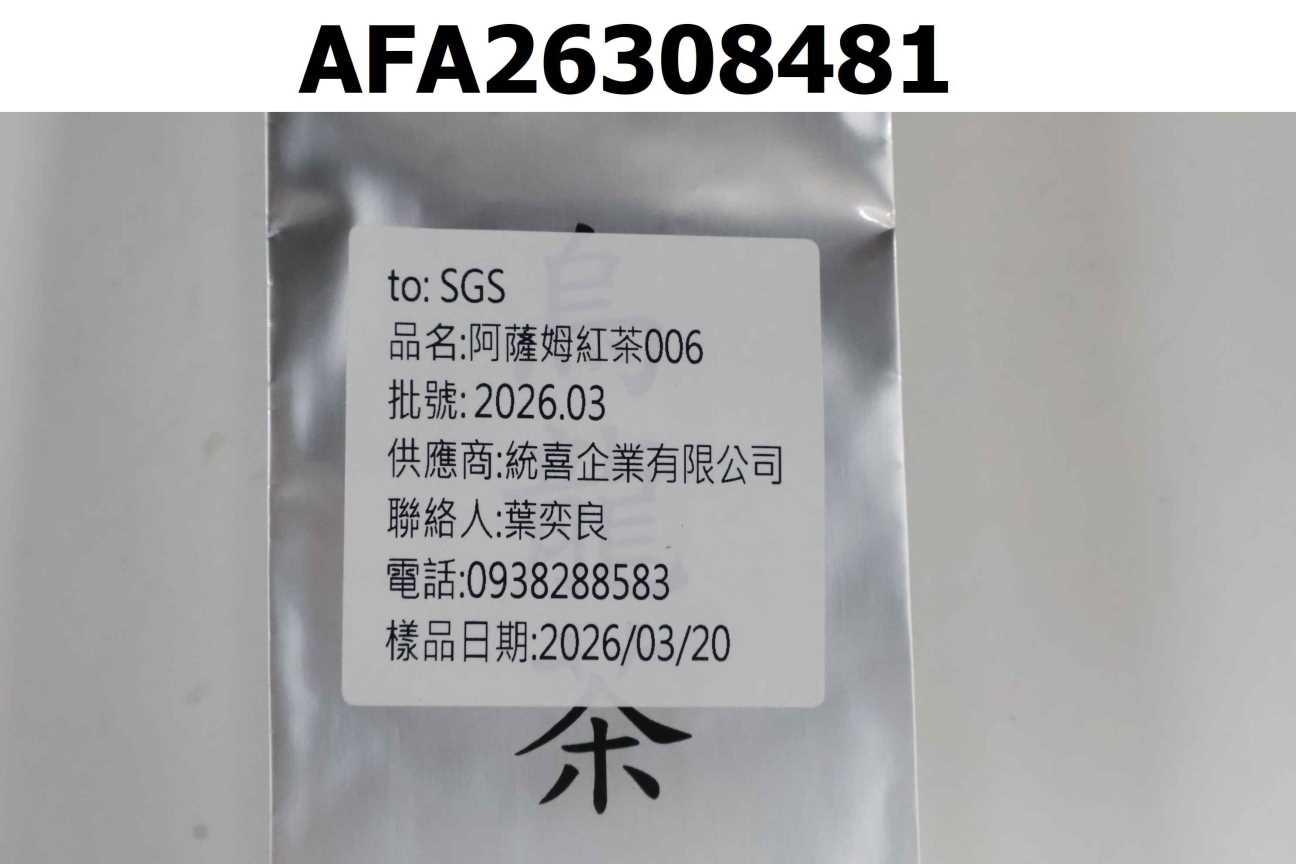 AFA26308481
to: SGS
品名:阿薩姆紅茶006
批號: 2026.03
供應商:統喜企業有限公司
聯絡人:葉奕良
電話:0938288583
樣品日期:2026/03/20
烏
龍
茶